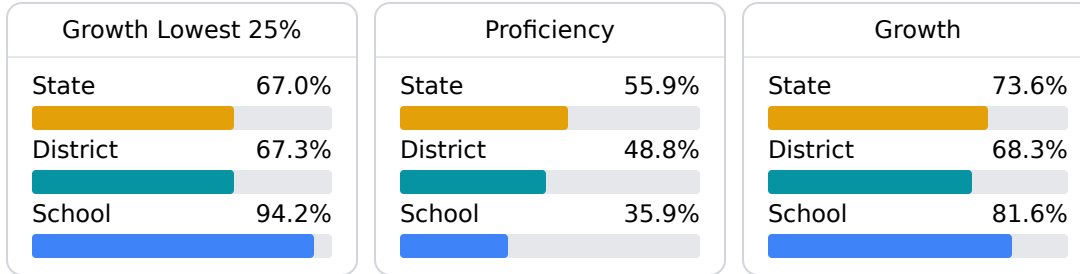 Growth Lowest 25%
State 67.0%
District 67.3%
School 94.2%
Proficiency
State 55.9%
District 48.8%
School 35.9%
Growth
State 73.6%
District 68.3%
School 81.6%